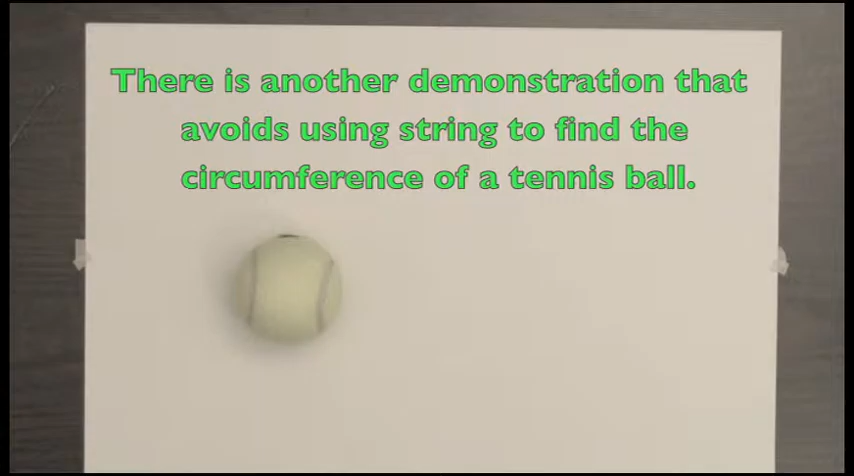 There is another demonstration that
avoids using string to find the
circumference of a tennis ball.